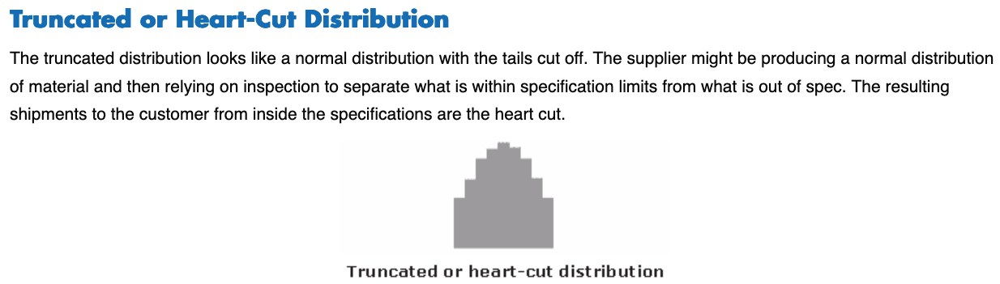 Truncated or Heart-Cut Distribution
The truncated distribution looks like a normal distribution with the tails cut off. The supplier might be producing a normal distribution
of material and then relying on inspection to separate what is within specification limits from what is out of spec. The resulting
shipments to the customer from inside the specifications are the heart cut.
Truncated or heart-cut distribution